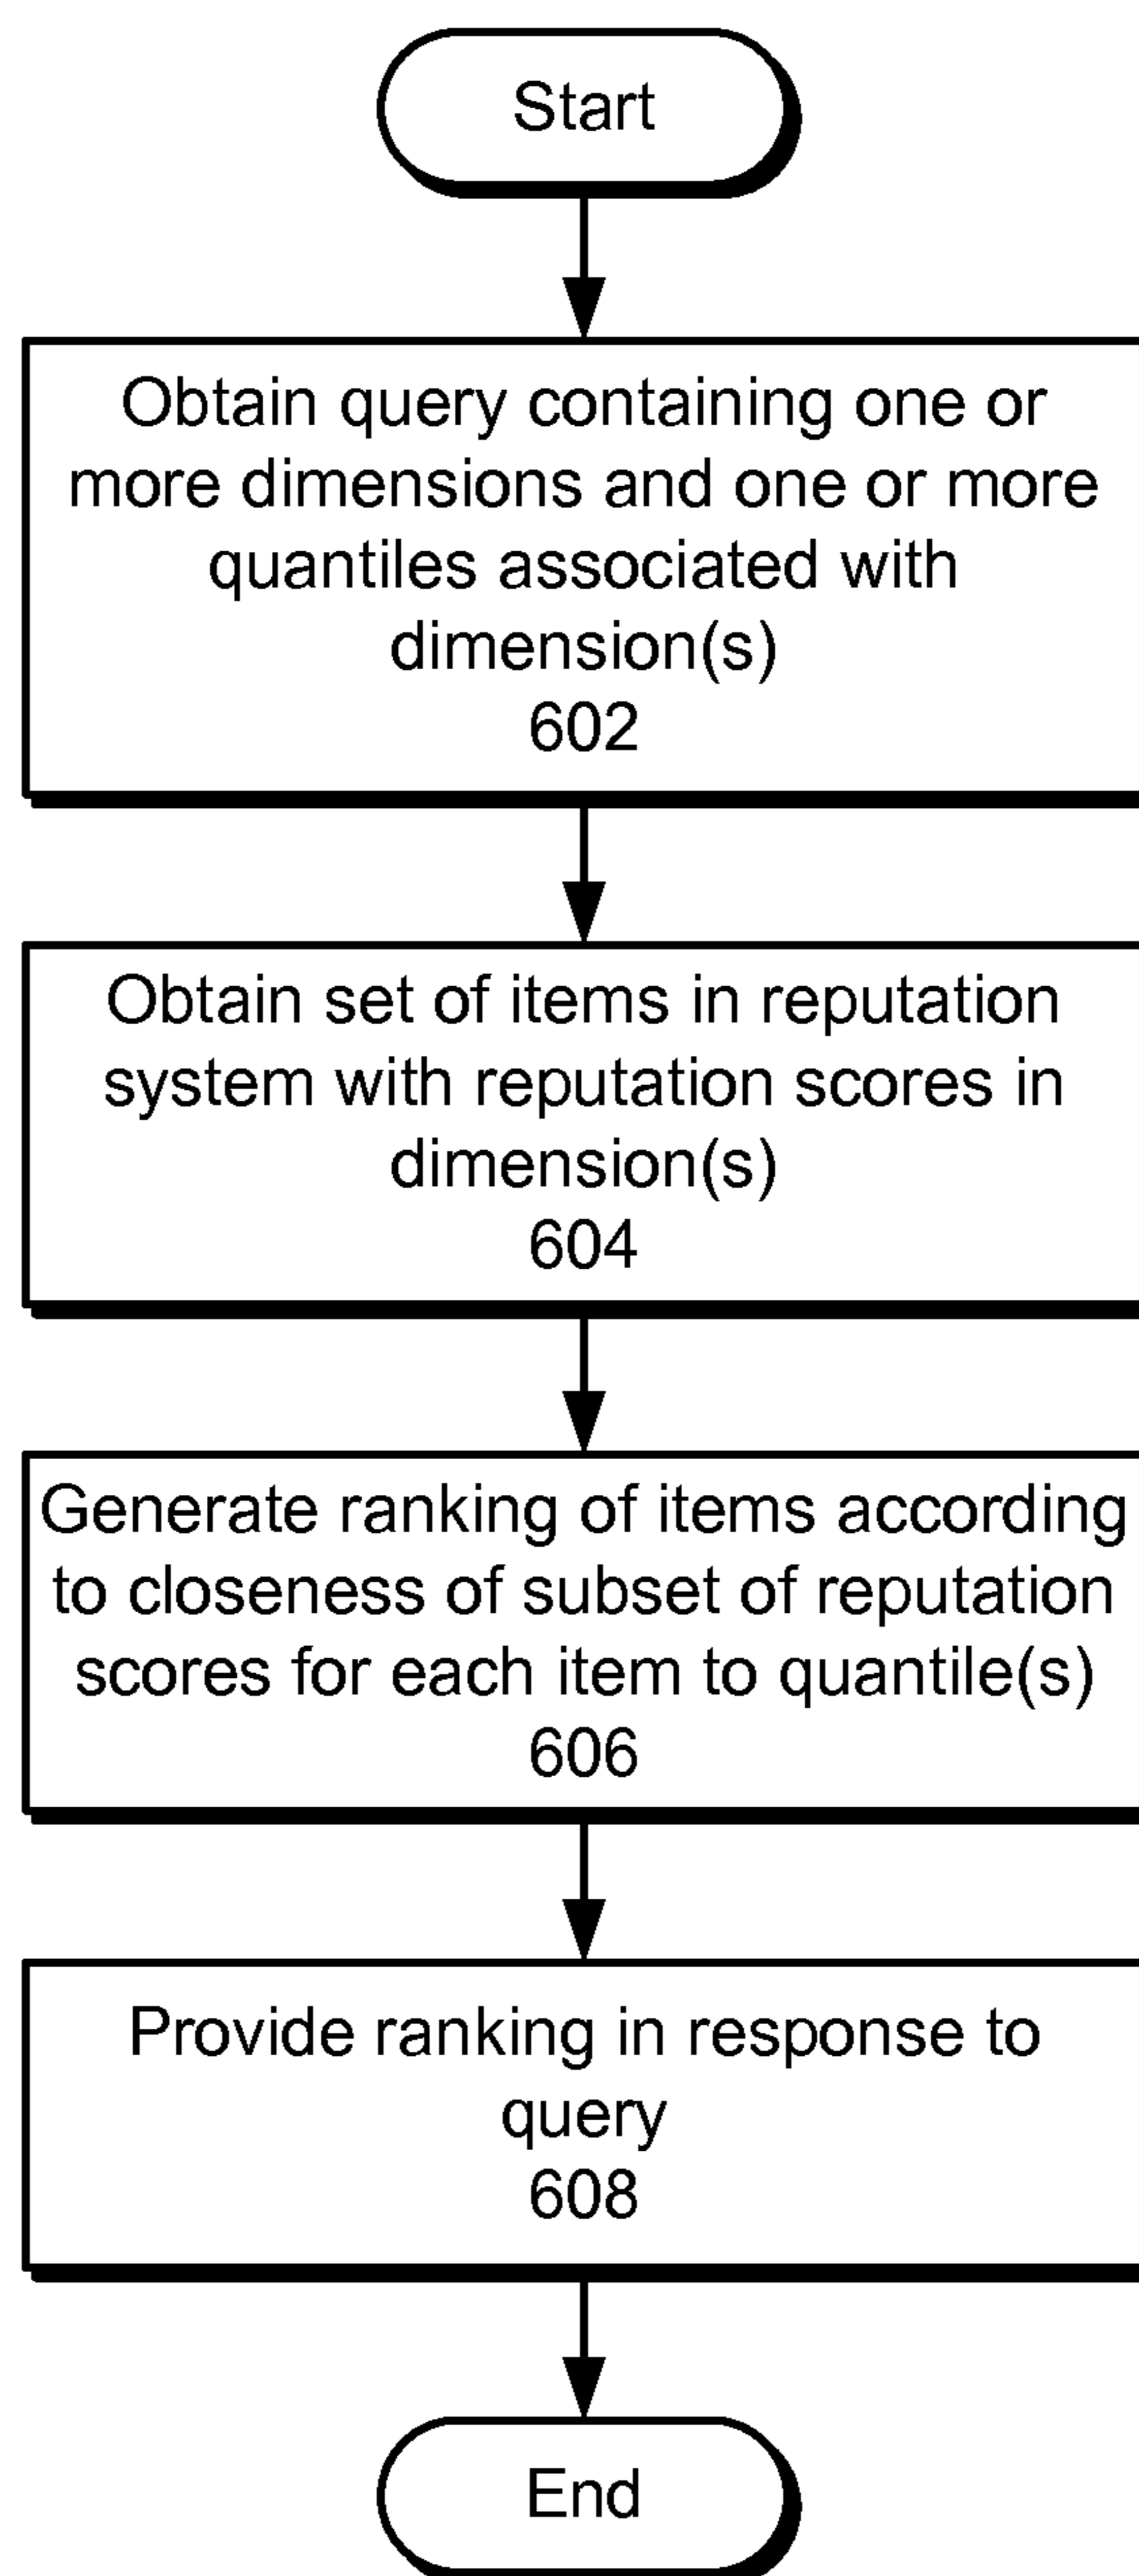 Start
Obtain query containing one or
more dimensions and one or more
quantiles associated with
dimension(s)
602
Obtain set of items in reputation
system with reputation scores in
dimension(s)
604
Generate ranking of items according
to closeness of subset of reputation
scores for each item to quantile(s)
606
Provide ranking in response to
query
608
End